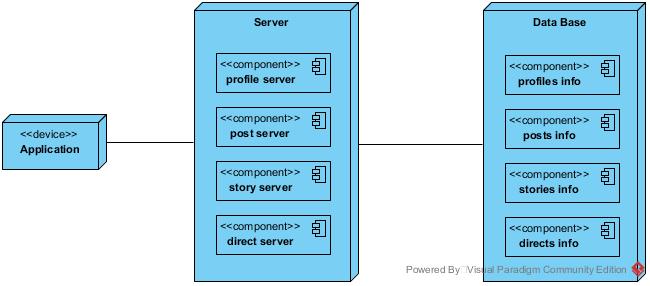 Server
<<component>>
profile server
<<component>>
post server
<<component>>
story server
<<component>>
direct server
<<device>>
Application
Data Base
<<component>>
profiles info
<<component>>
posts info
<<component>>
stories info
<<component>>
directs info
Powered By Visual Paradigm Community Edition